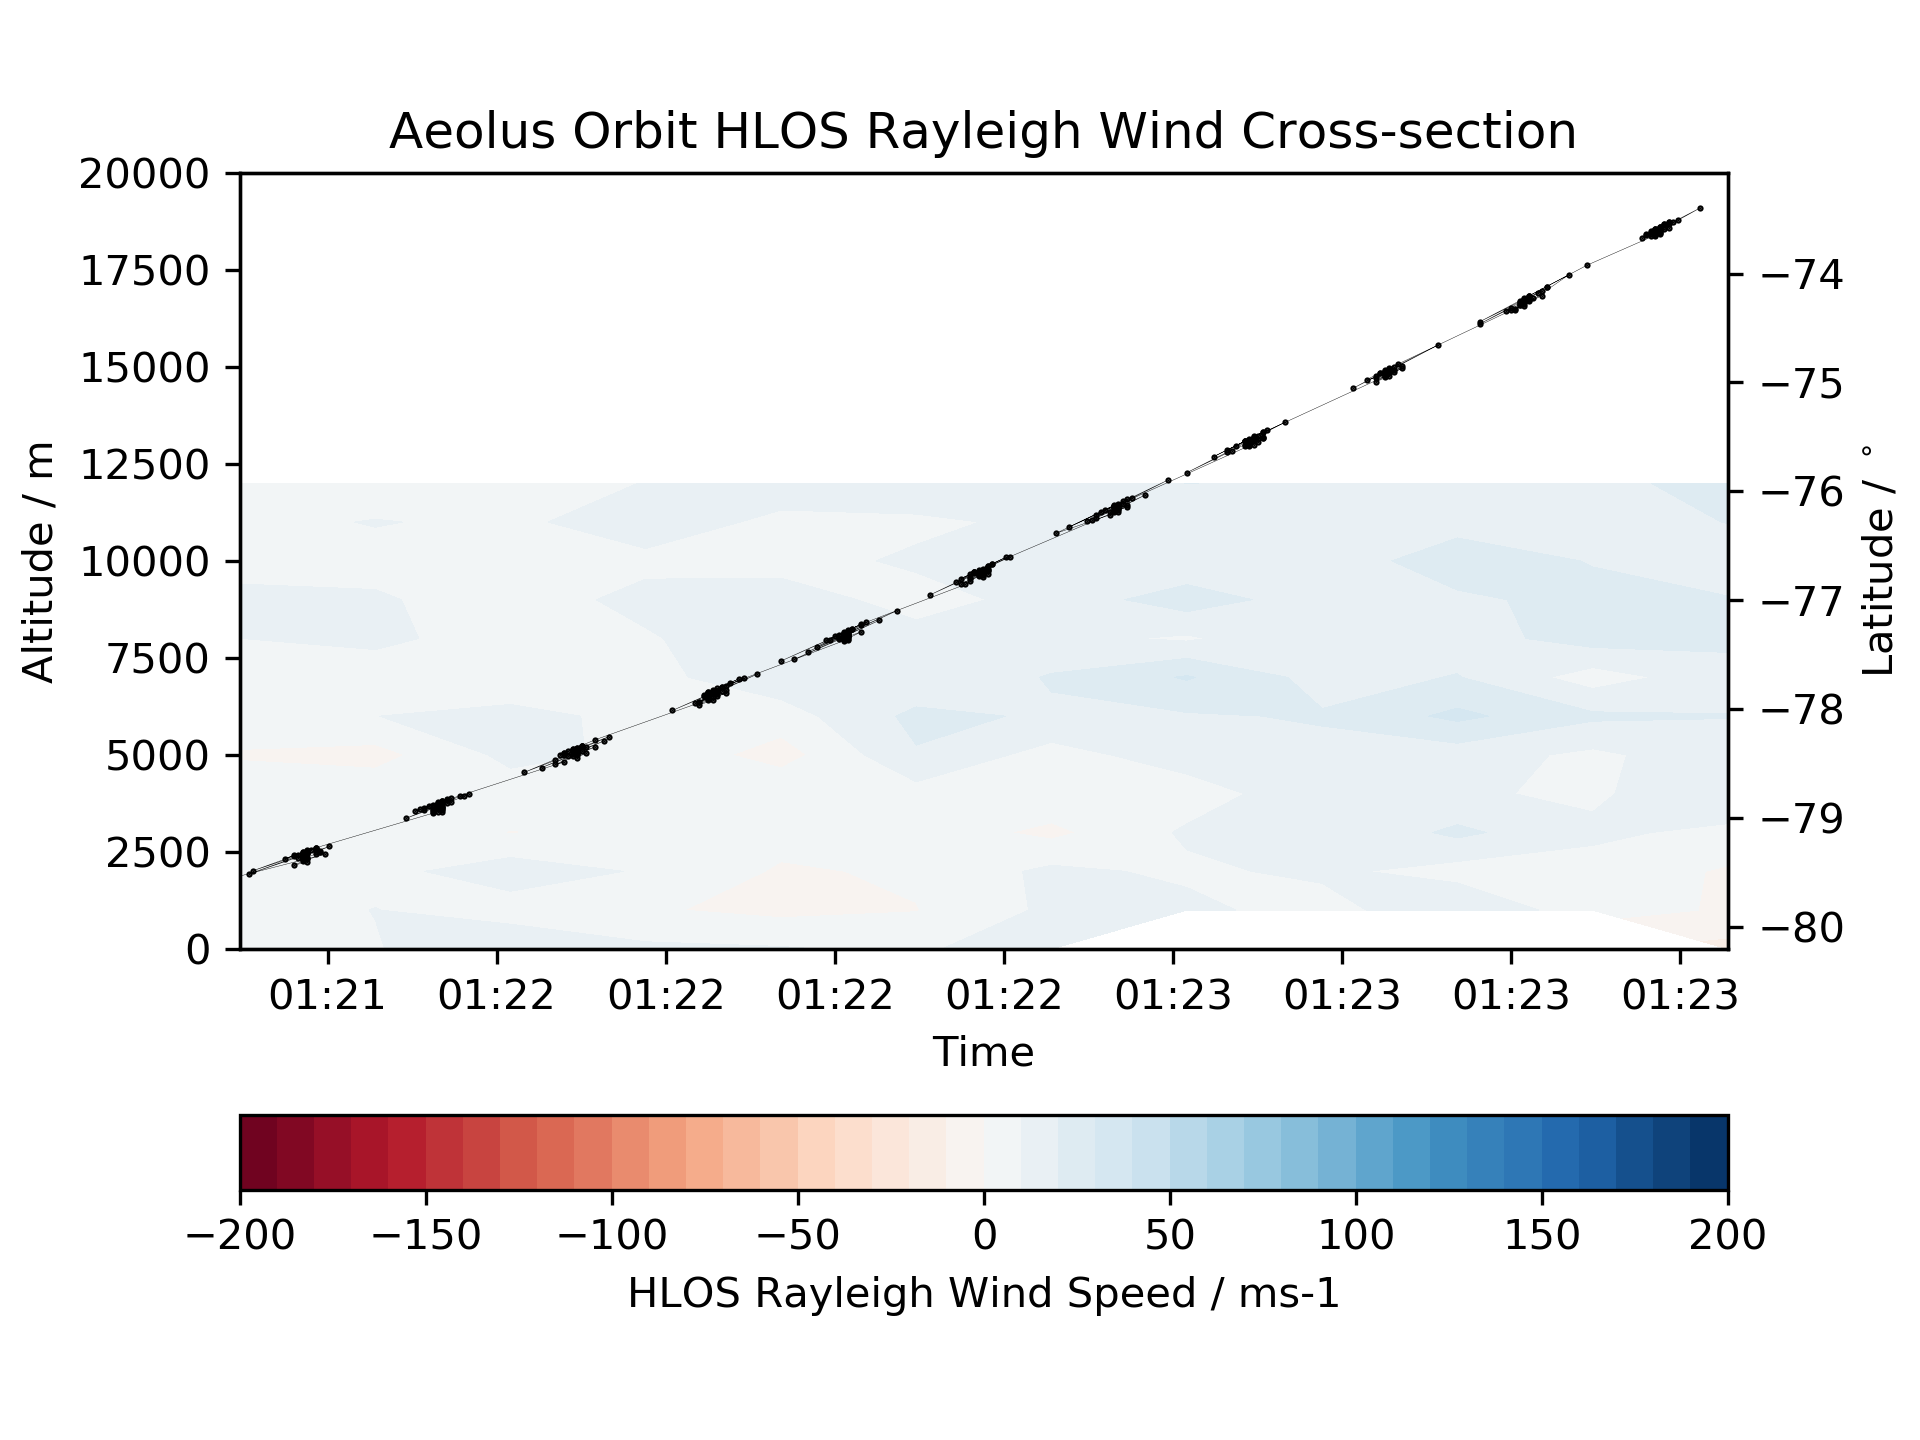 Aeolus Orbit HLOS Rayleigh Wind Cross-section
20000
17500
15000
12500
10000
7500
5000
2500
0
Altitude / m
−74
−75
−76
−77
−78
−79
−80
Latitude / °
01:21 01:22 01:22 01:22 01:22 01:23 01:23 01:23 01:23
Time
−200 −150 −100 −50 0 50 100 150 200
HLOS Rayleigh Wind Speed / ms-1